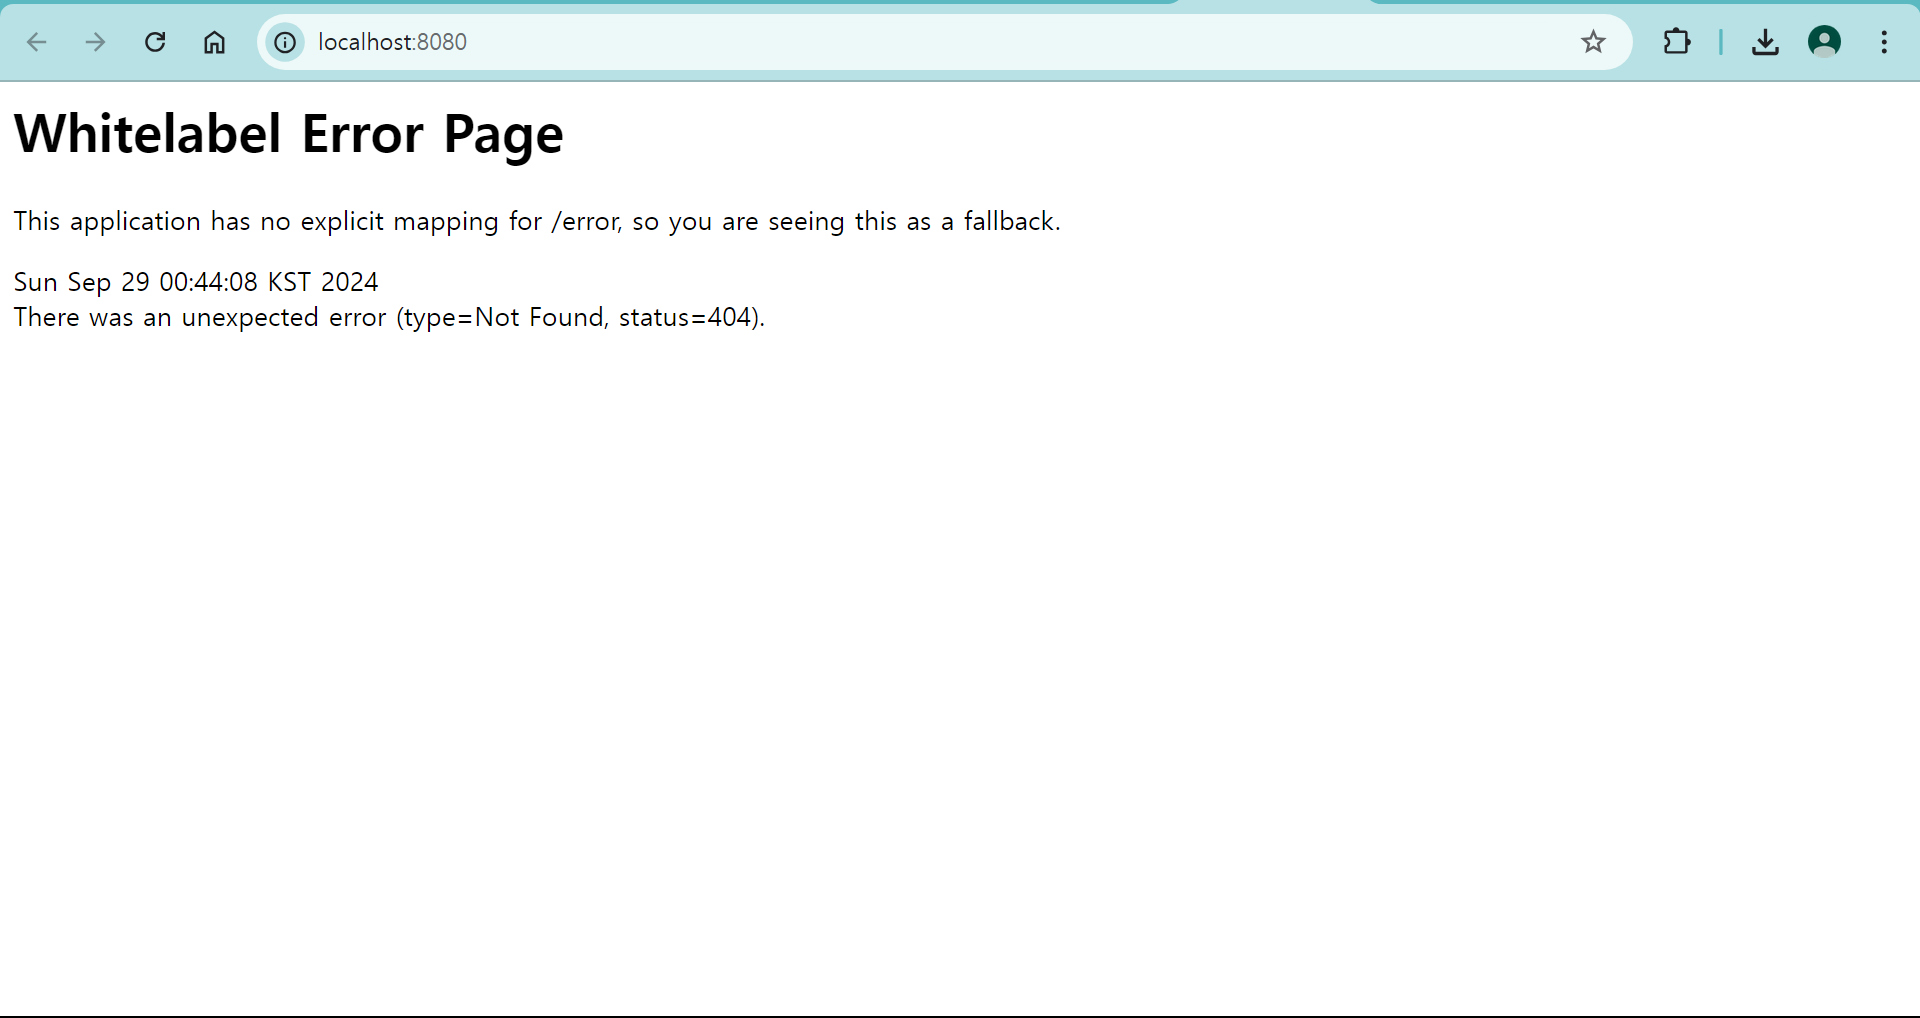 localhost:8080
Whitelabel Error Page
This application has no explicit mapping for /error, so you are seeing this as a fallback.
Sun Sep 29 00:44:08 KST 2024
There was an unexpected error (type=Not Found, status=404).